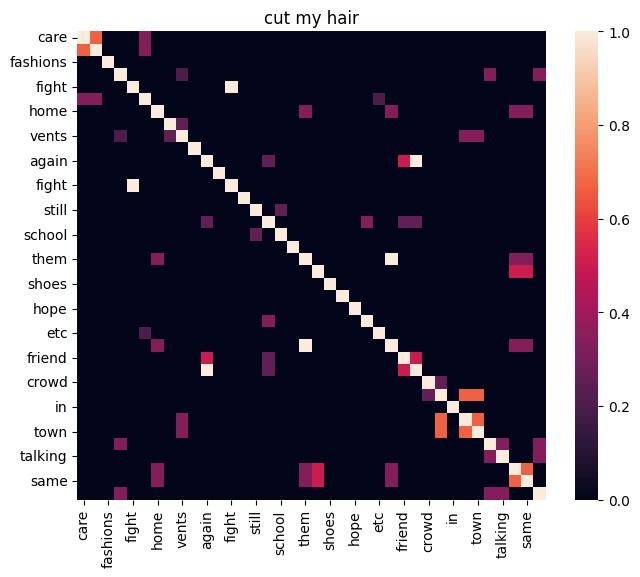 cut my hair
care
fashions
fight
home
vents
again
fight
still
school
them
shoes
hope
etc
friend
crowd
in
town
talking
same
1.0
0.8
0.6
0.4
0.2
0.0
care
fashions
fight
home
vents
again
fight
still
school
them
shoes
hope
etc
friend
crowd
in
town
talking
same